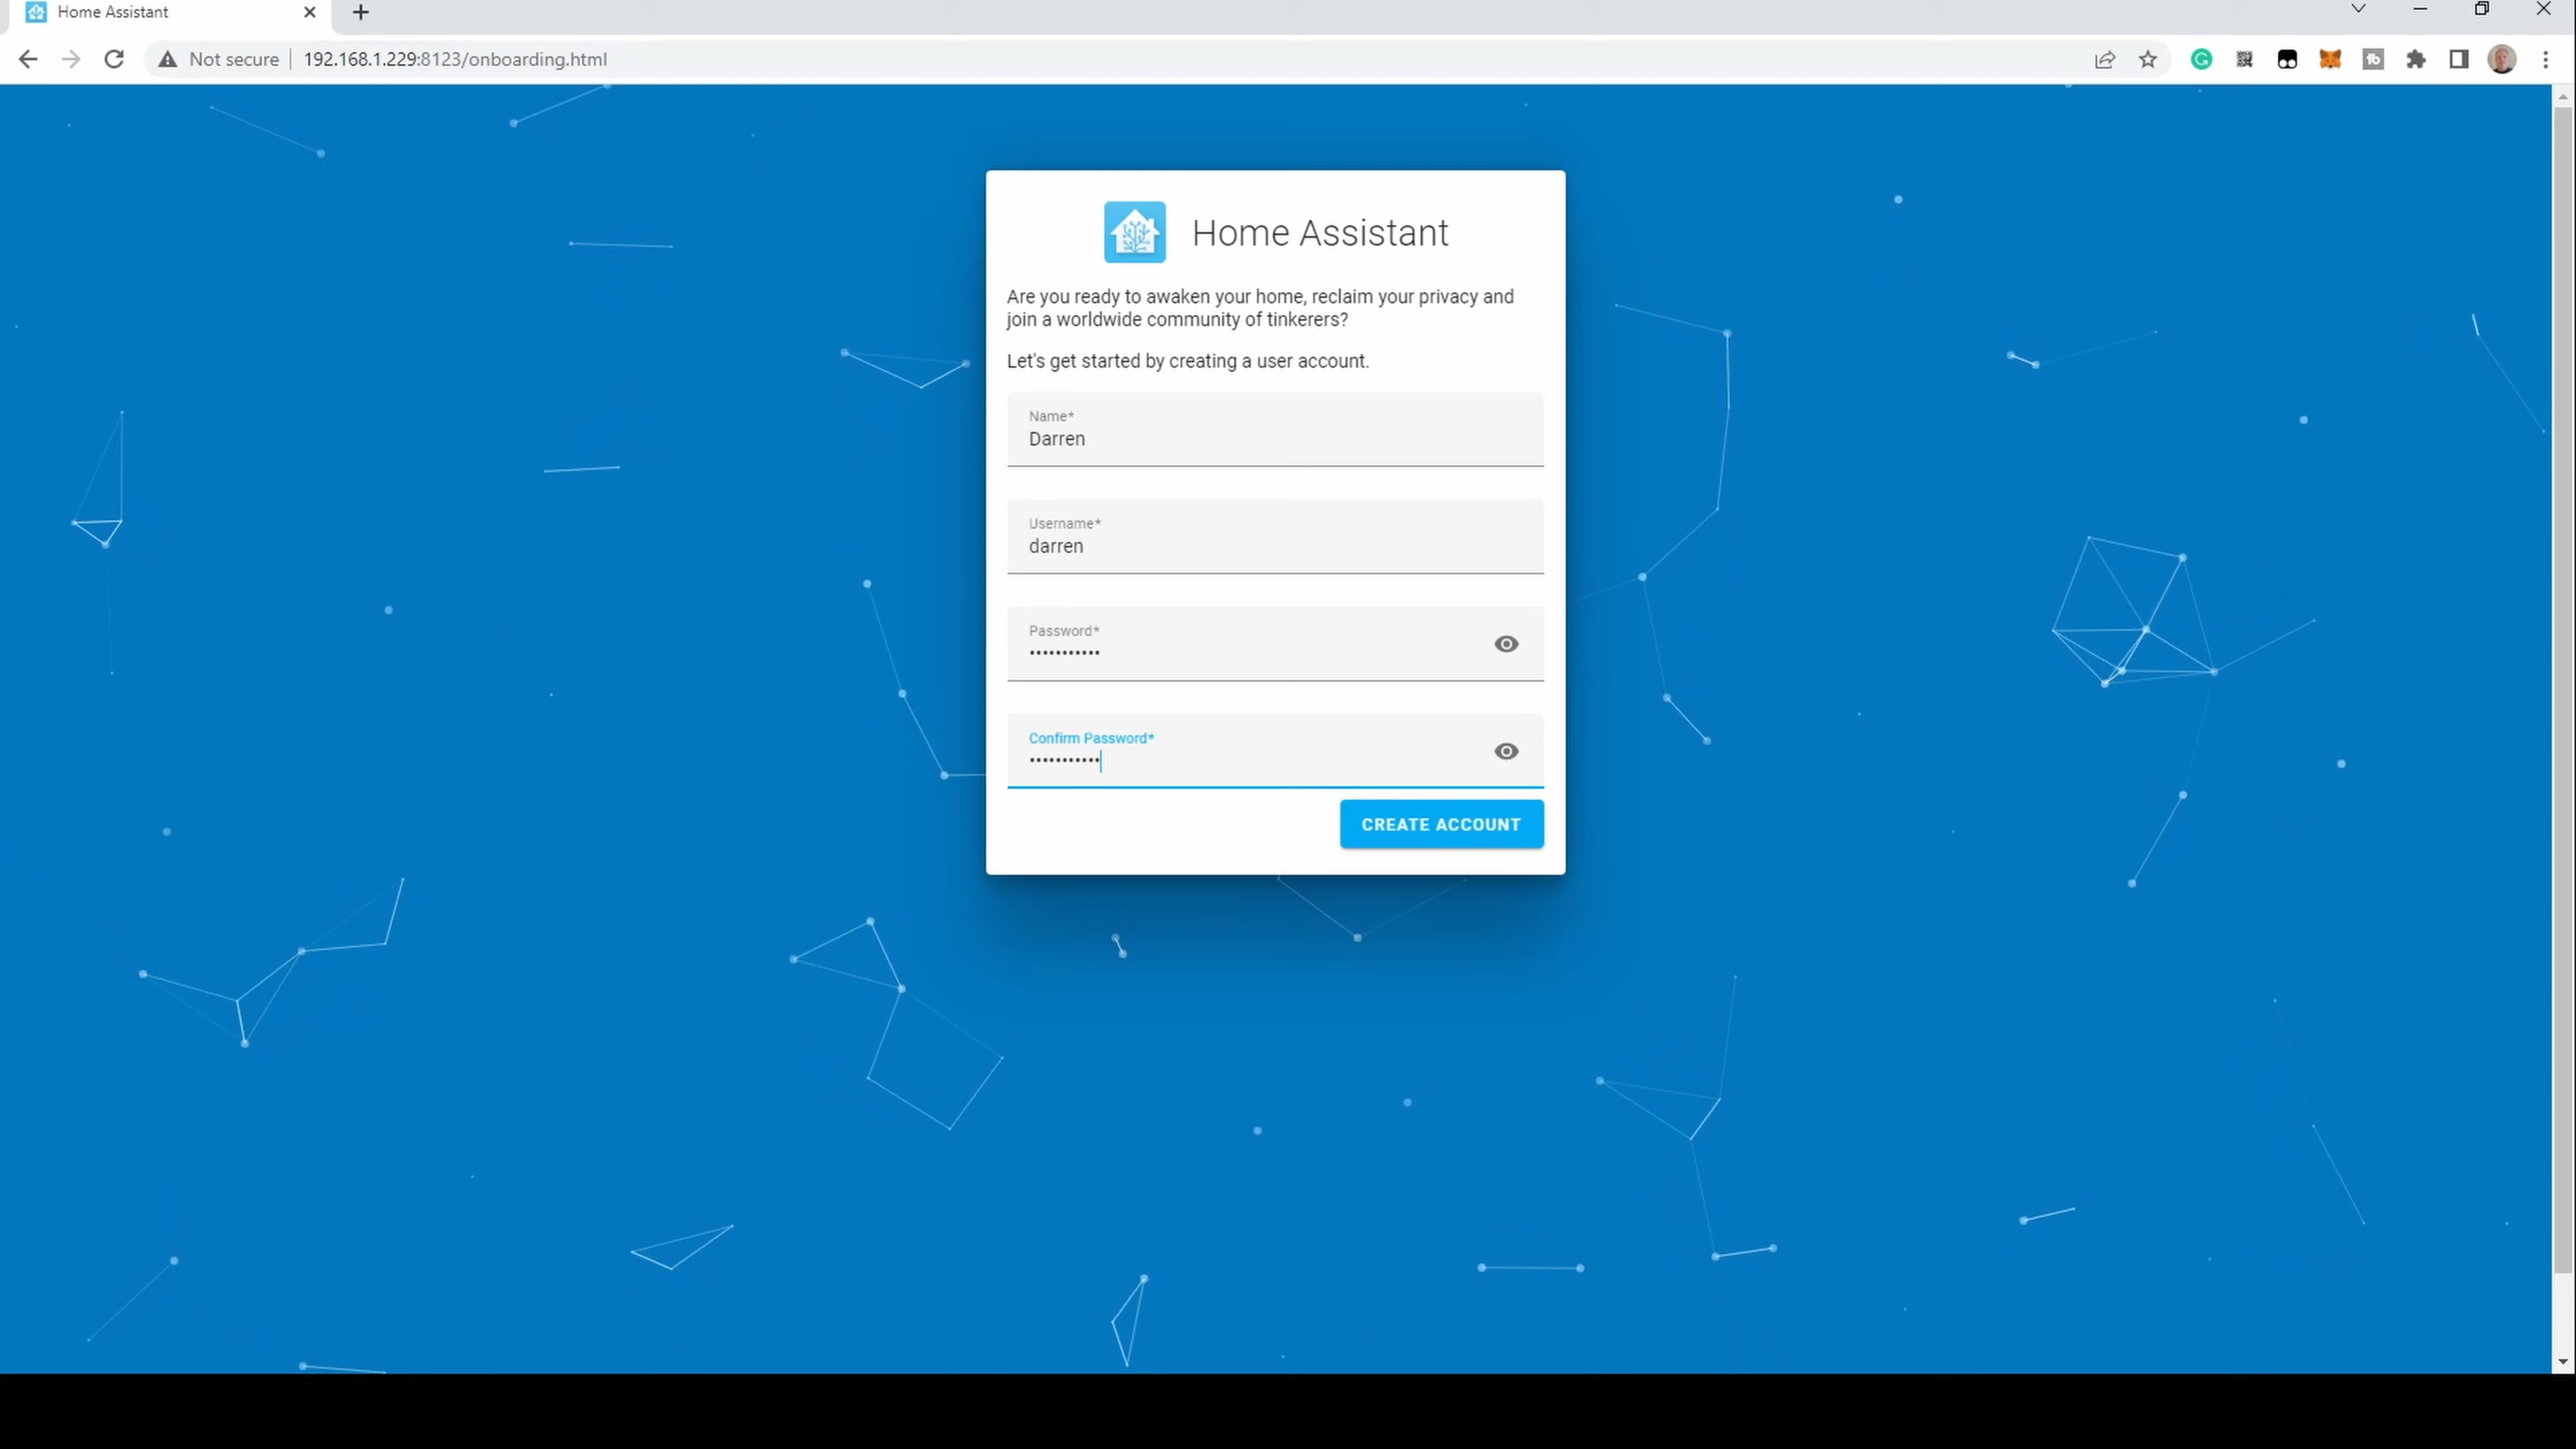 Home Assistant
Not secure
192.168.1.229:8123/onboarding.html
Home Assistant
Are you ready to awaken your home, reclaim your privacy and
join a worldwide community of tinkerers?
Let's get started by creating a user account.
Name*
Darren
Username*
darren
Password*
•••••••••••
Confirm Password*
•••••••••••
CREATE ACCOUNT